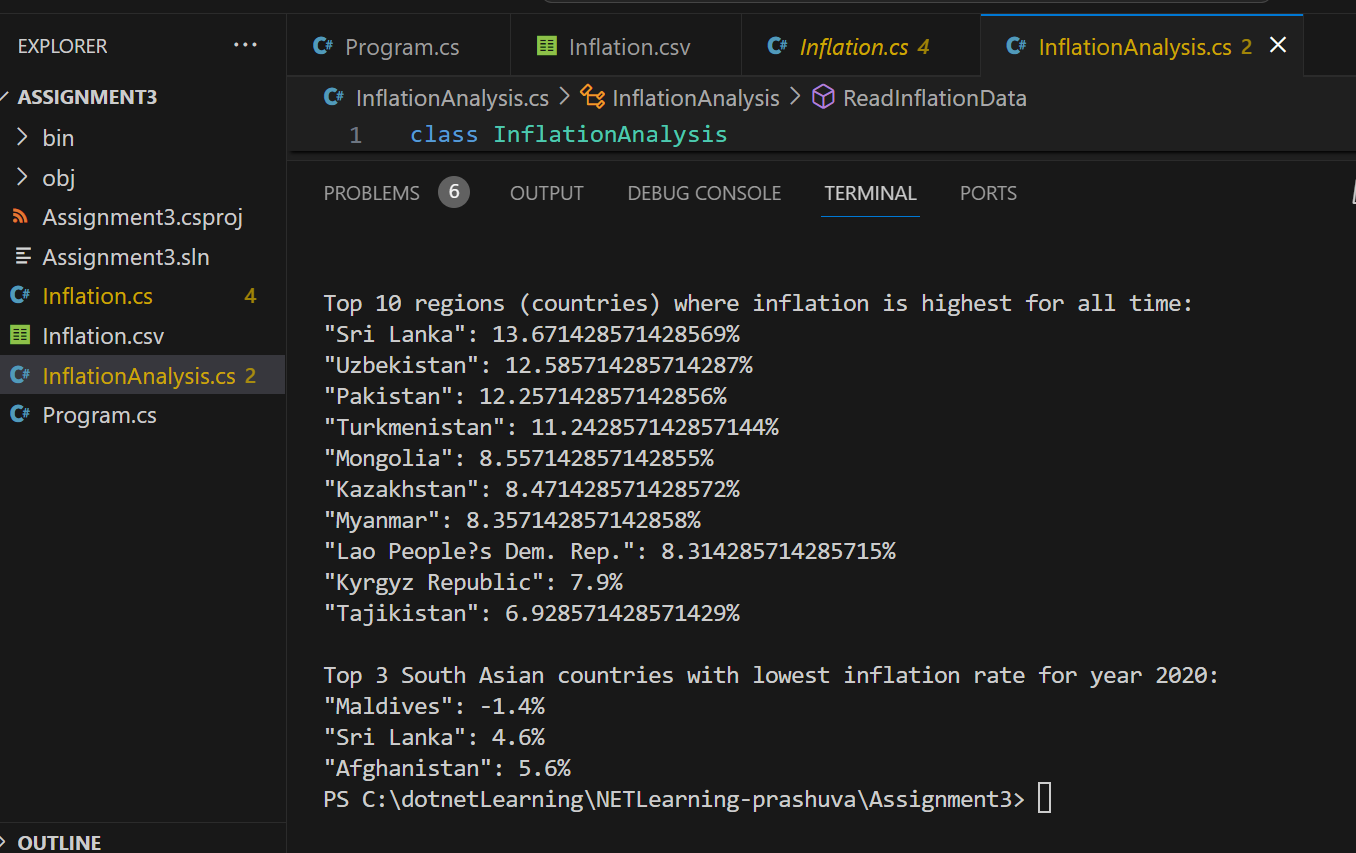 EXPLORER
ASSIGNMENT3
bin
obj
Assignment3.csproj
Assignment3.sln
Inflation.cs 4
Inflation.csv
InflationAnalysis.cs 2
Program.cs
OUTLINE
Program.cs
Inflation.csv
Inflation.cs 4
InflationAnalysis.cs 2
InflationAnalysis.cs > InflationAnalysis > ReadInflationData
1 class InflationAnalysis
PROBLEMS 6 OUTPUT DEBUG CONSOLE TERMINAL PORTS
Top 10 regions (countries) where inflation is highest for all time:
"Sri Lanka": 13.671428571428569%
"Uzbekistan": 12.585714285714287%
"Pakistan": 12.257142857142856%
"Turkmenistan": 11.242857142857144%
"Mongolia": 8.557142857142855%
"Kazakhstan": 8.471428571428572%
"Myanmar": 8.357142857142858%
"Lao People?s Dem. Rep.": 8.314285714285715%
"Kyrgyz Republic": 7.9%
"Tajikistan": 6.928571428571429%
Top 3 South Asian countries with lowest inflation rate for year 2020:
"Maldives": -1.4%
"Sri Lanka": 4.6%
"Afghanistan": 5.6%
PS C:\dotnetLearning\NETLearning-prashuva\Assignment3>